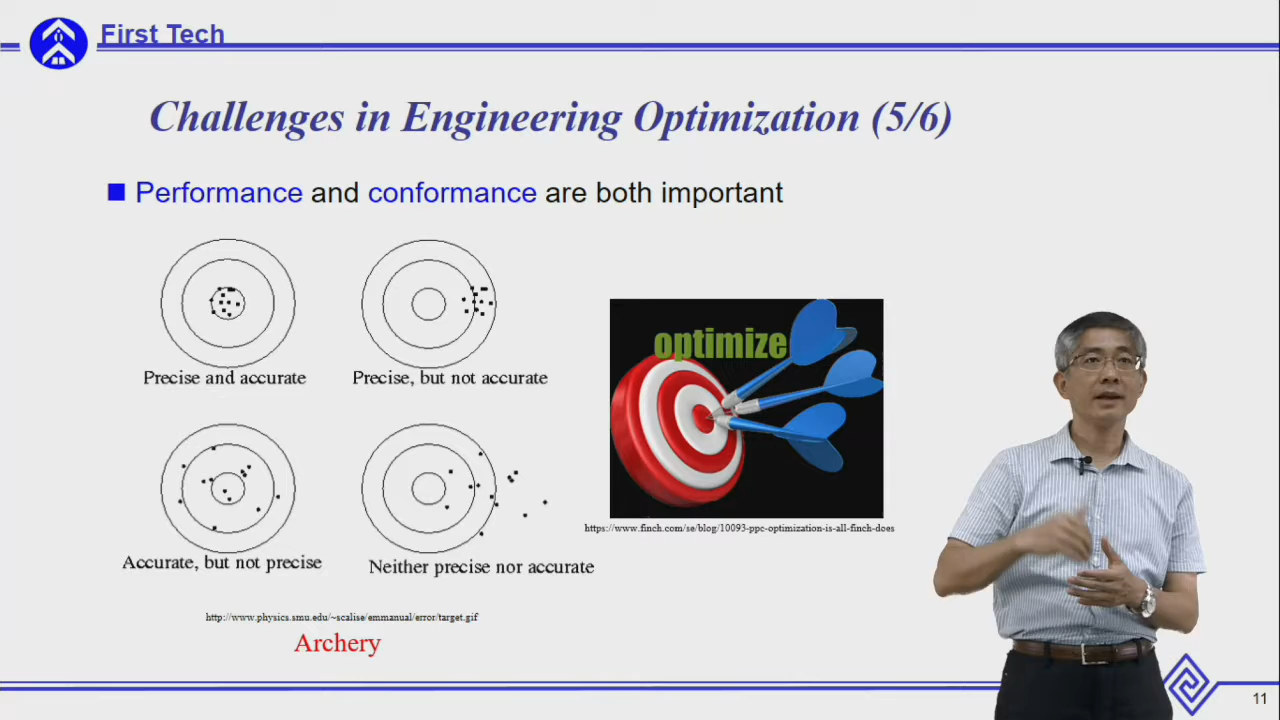 First Tech
Challenges in Engineering Optimization (5/6)
Performance and conformance are both important
Precise and accurate
Precise, but not accurate
optimize
https://www.finch.com/se/blog/10093-ppc-optimization-is-all-finch-does
Accurate, but not precise
Neither precise nor accurate
http://www.physics.smu.edu/~scalise/emmanual/error/target.gif
Archery
11